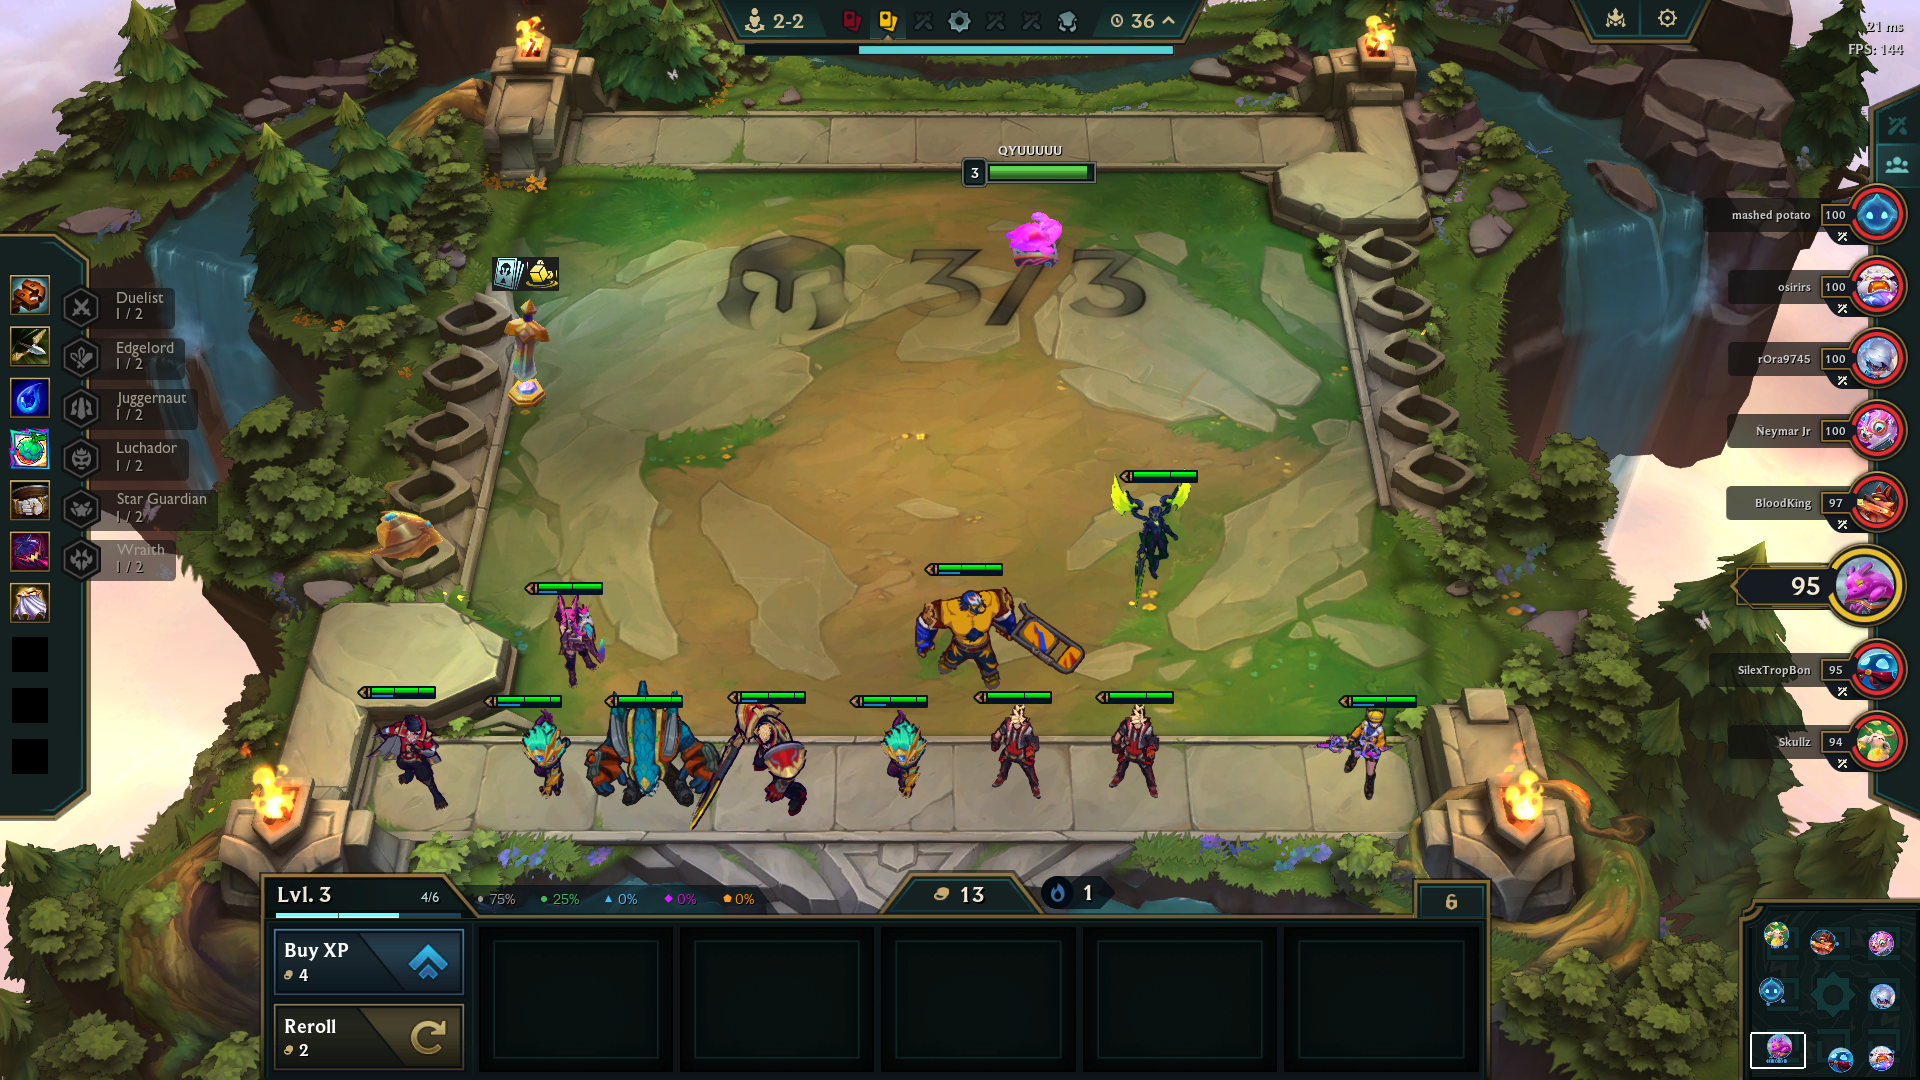 2-2
36
21 ms
FPS: 144
QYUUUUU
3
3/3
Duelist
1 / 2
Edgelord
1 / 2
Juggernaut
1 / 2
Luchador
1 / 2
Star Guardian
1 / 2
Wraith
1 / 2
mashed potato 100
osirirs 100
rOra9745 100
Neymar Jr 100
BloodKing 97
95
SilexTropBon 95
Skullz 94
Lvl. 3
4/6
75%
25%
0%
0%
0%
13
1
6
Buy XP
4
Reroll
2